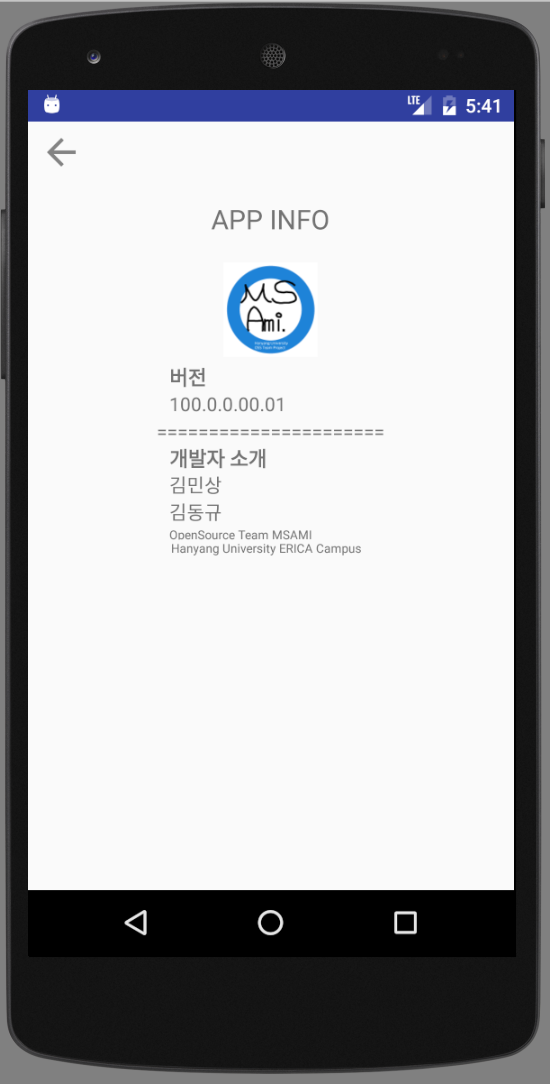 LTE 5:41
APP INFO
MS
Ami.
Hanyang University
OSS Team Project
버전
100.0.0.00.01
======================
개발자 소개
김민상
김동규
OpenSource Team MSAMI
Hanyang University ERICA Campus